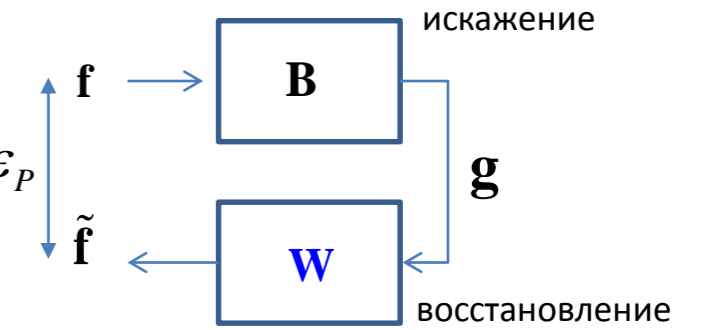 искажение
f
B
ε_P
g
f̃
W
восстановление